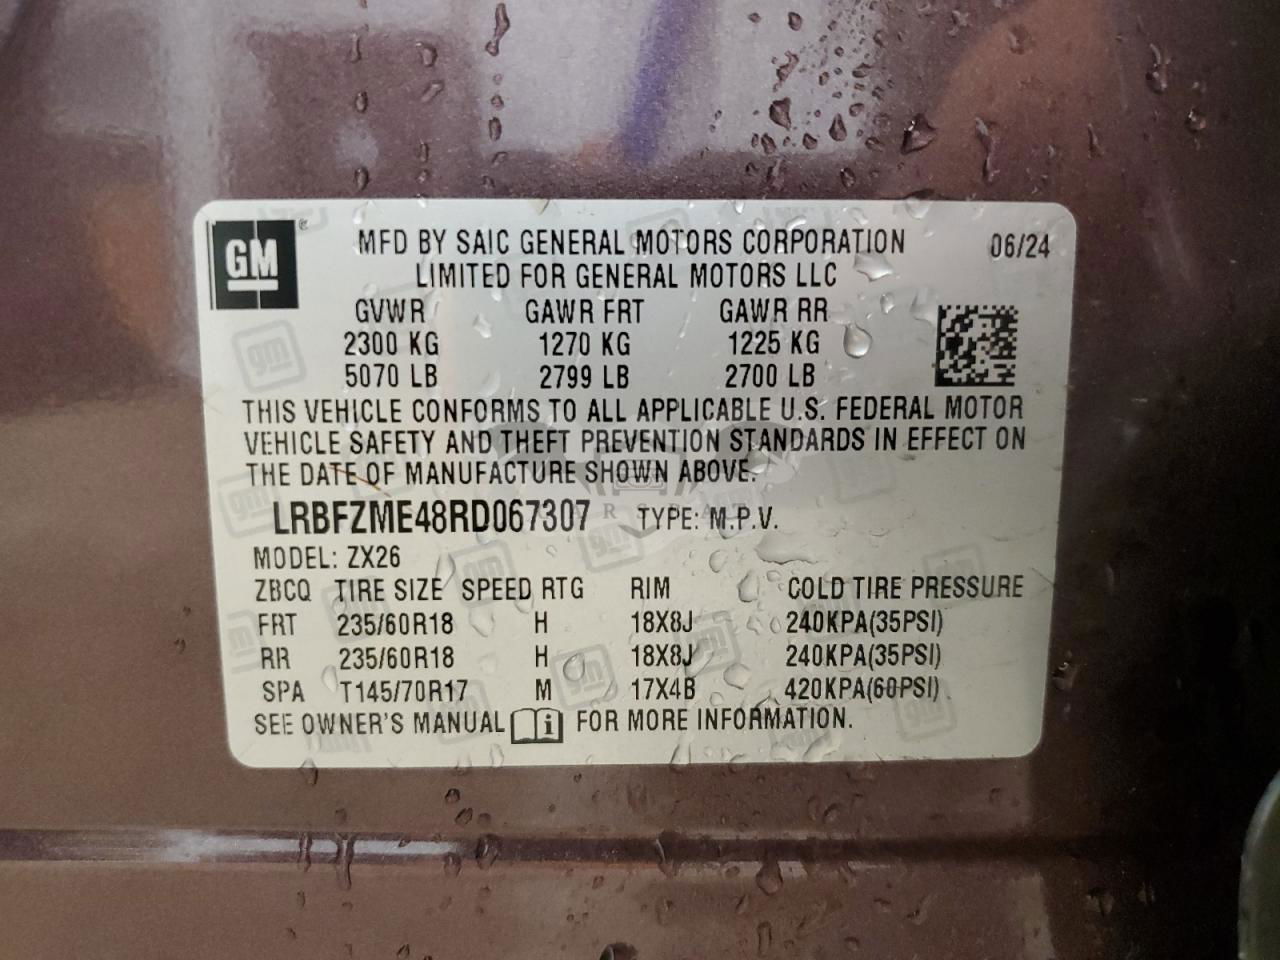 GM ®
MFD BY SAIC GENERAL MOTORS CORPORATION 06/24
LIMITED FOR GENERAL MOTORS LLC
GVWR GAWR FRT GAWR RR
2300 KG 1270 KG 1225 KG
5070 LB 2799 LB 2700 LB
THIS VEHICLE CONFORMS TO ALL APPLICABLE U.S. FEDERAL MOTOR
VEHICLE SAFETY AND THEFT PREVENTION STANDARDS IN EFFECT ON
THE DATE OF MANUFACTURE SHOWN ABOVE.
LRBFZME48RD067307 TYPE: M.P.V.
MODEL: ZX26
ZBCQ TIRE SIZE SPEED RTG RIM COLD TIRE PRESSURE
FRT 235/60R18 H 18X8J 240KPA(35PSI)
RR 235/60R18 H 18X8J 240KPA(35PSI)
SPA T145/70R17 M 17X4B 420KPA(60PSI)
SEE OWNER'S MANUAL i FOR MORE INFORMATION.